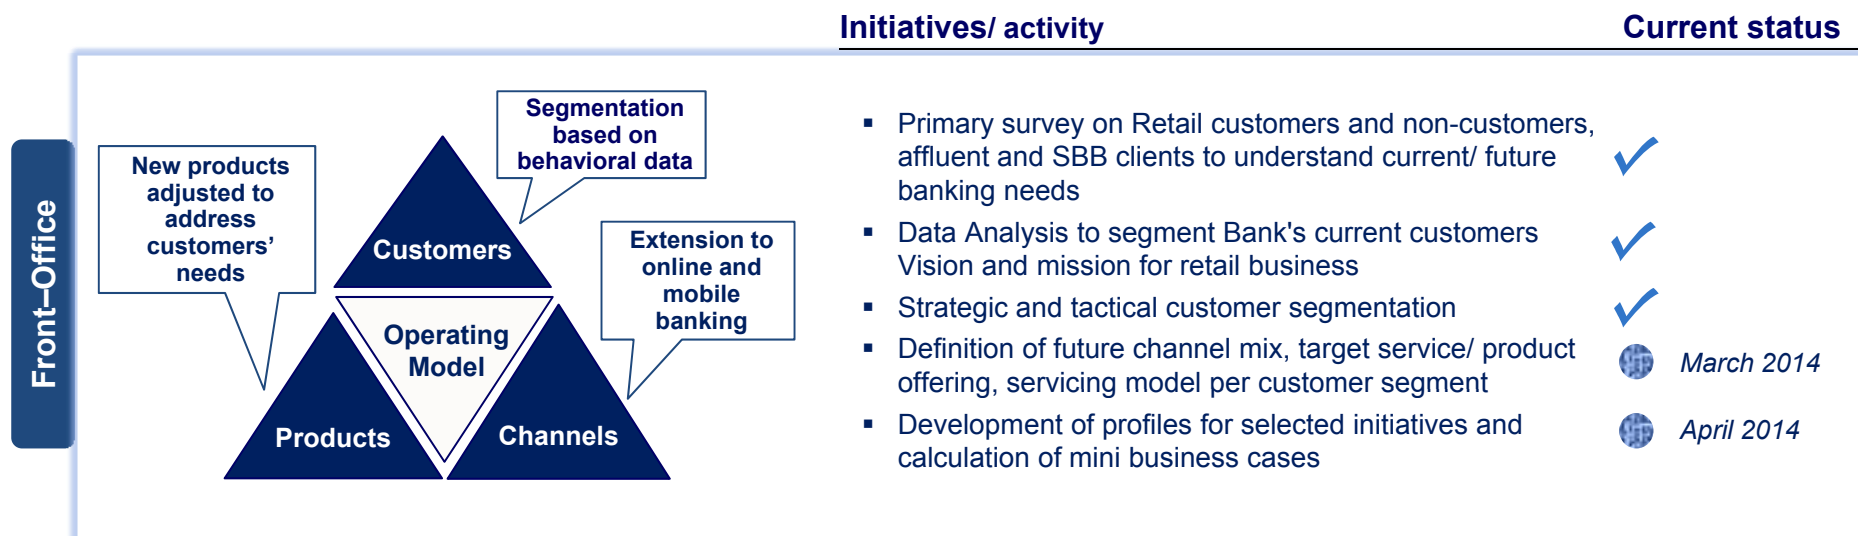 Initiatives/ activity
Current status
Front–Office
New products
adjusted to
address
customers’
needs
Segmentation
based on
behavioral data
Extension to
online and
mobile
banking
Customers
Operating
Model
Products
Channels
▪ Primary survey on Retail customers and non-customers,
affluent and SBB clients to understand current/ future
banking needs
▪ Data Analysis to segment Bank's current customers
Vision and mission for retail business
▪ Strategic and tactical customer segmentation
▪ Definition of future channel mix, target service/ product
offering, servicing model per customer segment
March 2014
▪ Development of profiles for selected initiatives and
calculation of mini business cases
April 2014